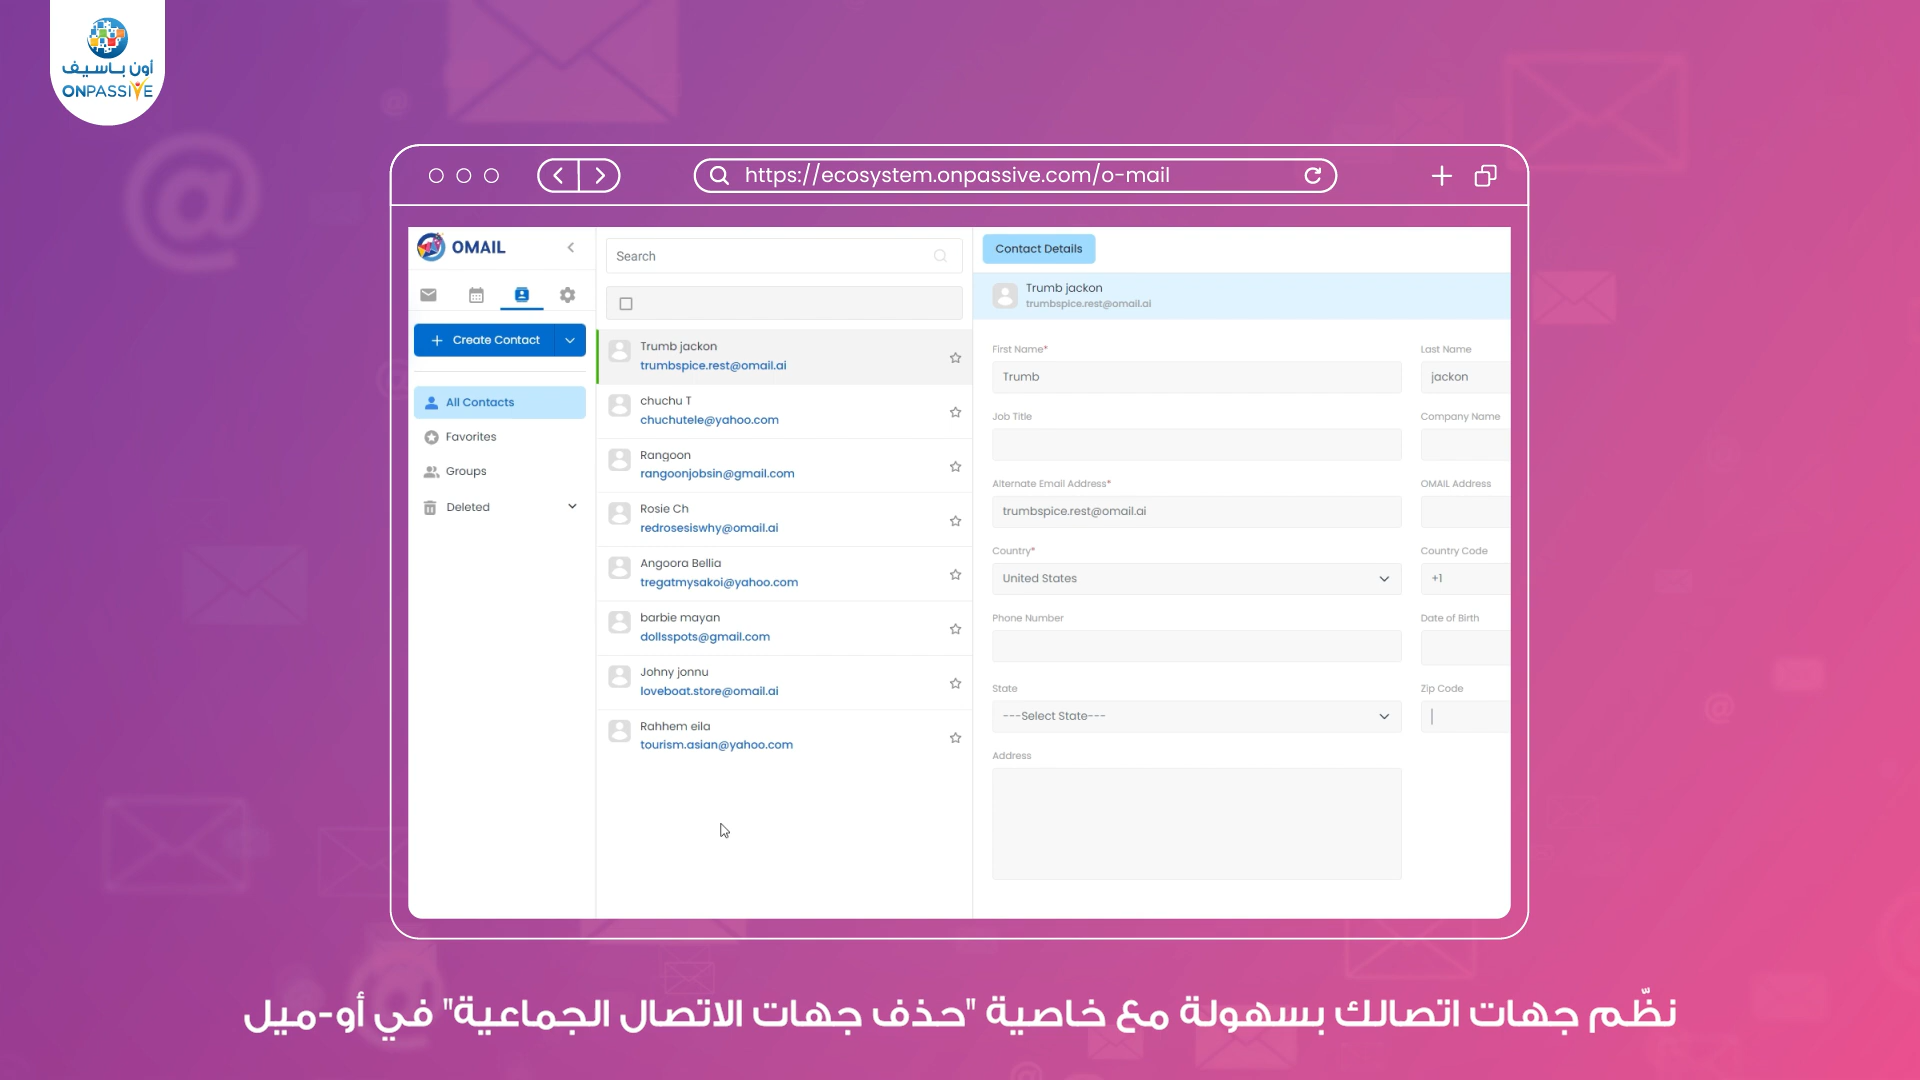 أون باسيف
ONPASSIVE
https://ecosystem.onpassive.com/o-mail
OMAIL
Create Contact
All Contacts
Favorites
Groups
Deleted
Search
Trumb jackon
trumbspice.rest@omail.ai
chuchu T
chuchutele@yahoo.com
Rangoon
rangoonjobsin@gmail.com
Rosie Ch
redrosesiswhy@omail.ai
Angoora Bellia
tregatmysakoi@yahoo.com
barbie mayan
dollsspots@gmail.com
Johny jonnu
loveboat.store@omail.ai
Rahhem eila
tourism.asian@yahoo.com
Contact Details
Trumb jackon
trumbspice.rest@omail.ai
First Name* Last Name
Trumb jackon
Job Title Company Name
Alternate Email Address* OMAIL Address
trumbspice.rest@omail.ai
Country* Country Code
United States +1
Phone Number Date of Birth
State Zip Code
---Select State---
Address
نظّم جهات اتصالك بسهولة مع خاصية "حذف جهات الاتصال الجماعية" في أو-ميل